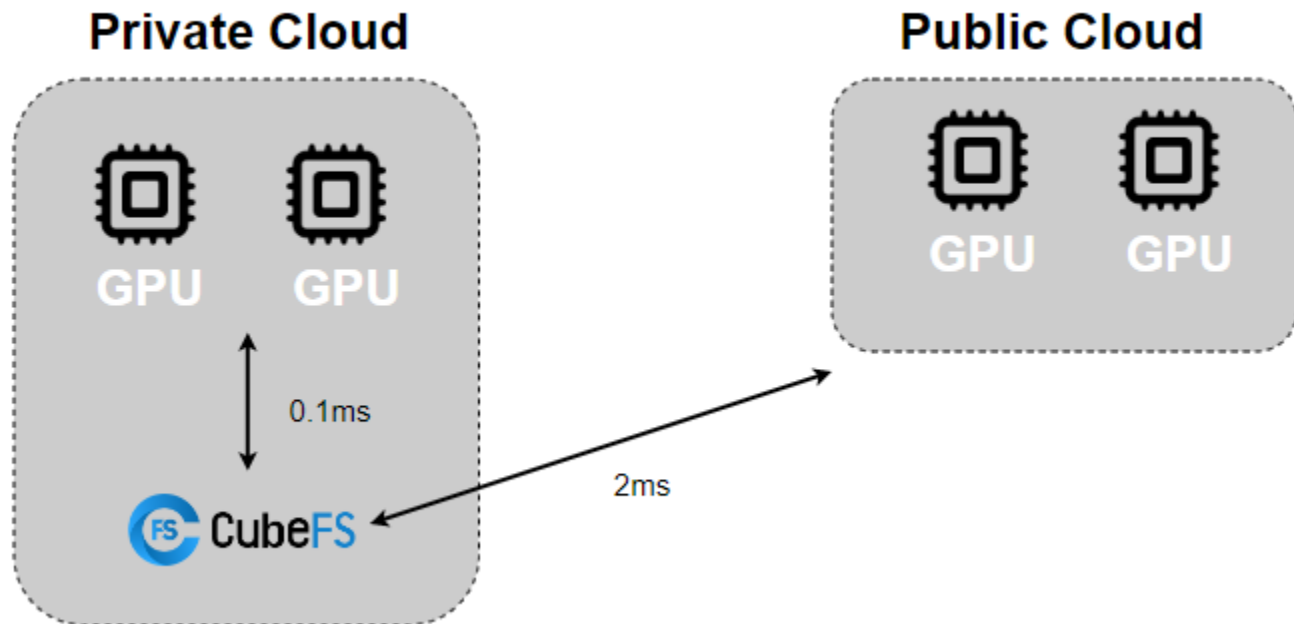 Private Cloud
Public Cloud
GPU GPU
GPU GPU
0.1ms
2ms
FS CubeFS